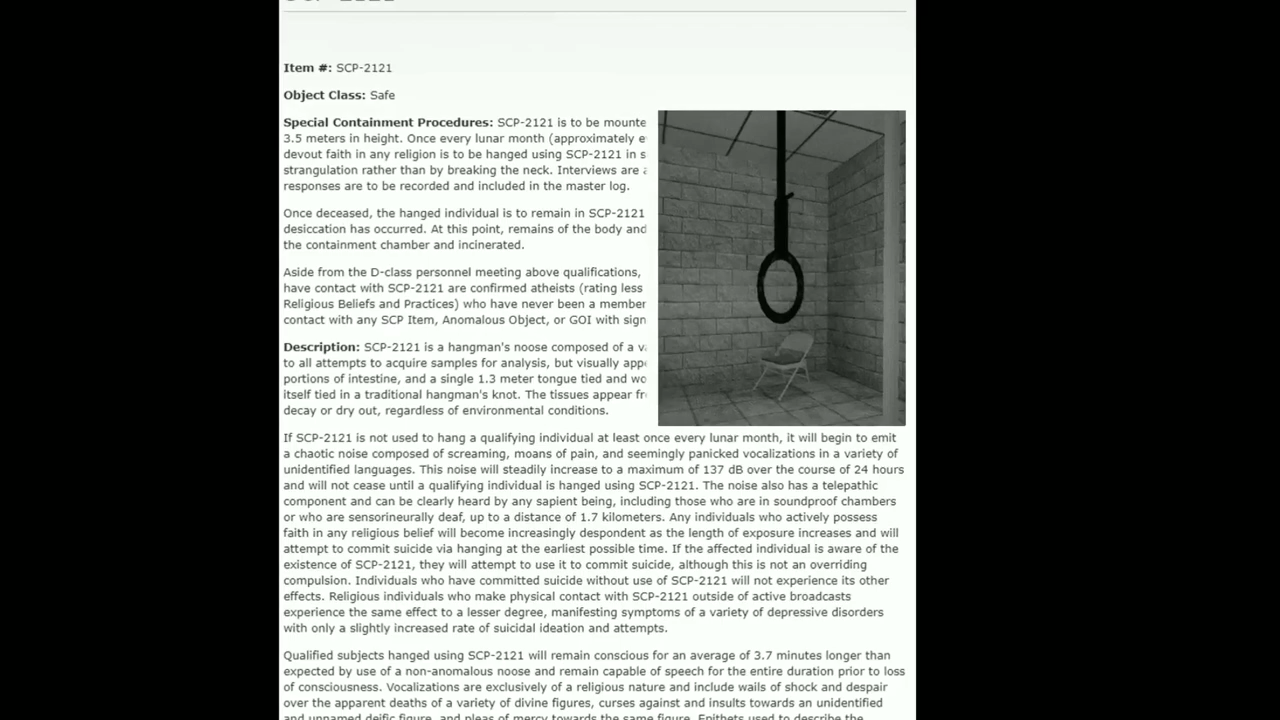 Item #: SCP-2121
Object Class: Safe
Special Containment Procedures: SCP-2121 is to be
3.5 meters in height. Once every lunar month (approximately
devout faith in any religion is to be hanged using SCP-2121 in
strangulation rather than by breaking the neck. Interviews are
responses are to be recorded and included in the master log.
Once deceased, the hanged individual is to remain in SCP-2121
desiccation has occurred. At this point, remains of the body and
the containment chamber and incinerated.
Aside from the D-class personnel meeting above qualifications,
have contact with SCP-2121 are confirmed atheists (rating less
Religious Beliefs and Practices) who have never been a member
contact with any SCP Item, Anomalous Object, or GOI with
Description: SCP-2121 is a hangman's noose composed of a
to all attempts to acquire samples for analysis, but visually
portions of intestine, and a single 1.3 meter tongue tied and
itself tied in a traditional hangman's knot. The tissues appear
decay or dry out, regardless of environmental conditions.
If SCP-2121 is not used to hang a qualifying individual at least once every lunar month, it will begin to emit
a chaotic noise composed of screaming, moans of pain, and seemingly panicked vocalizations in a variety of
unidentified languages. This noise will steadily increase to a maximum of 137 dB over the course of 24 hours
and will not cease until a qualifying individual is hanged using SCP-2121. The noise also has a telepathic
component and can be clearly heard by any sapient being, including those who are in soundproof chambers
or who are sensorineurally deaf, up to a distance of 1.7 kilometers. Any individuals who actively possess
faith in any religious belief will become increasingly despondent as the length of exposure increases and will
attempt to commit suicide via hanging at the earliest possible time. If the affected individual is aware of the
existence of SCP-2121, they will attempt to use it to commit suicide, although this is not an overriding
compulsion. Individuals who have committed suicide without use of SCP-2121 will not experience its other
effects. Religious individuals who make physical contact with SCP-2121 outside of active broadcasts
experience the same effect to a lesser degree, manifesting symptoms of a variety of depressive disorders
with only a slightly increased rate of suicidal ideation and attempts.
Qualified subjects hanged using SCP-2121 will remain conscious for an average of 3.7 minutes longer than
expected by use of a non-anomalous noose and remain capable of speech for the entire duration prior to loss
of consciousness. Vocalizations are exclusively of a religious nature and include wails of shock and despair
over the apparent deaths of a variety of divine figures, curses against and insults towards an unidentified
and unnamed deific figure, and pleas of mercy towards the same figure. Epithets used to describe the